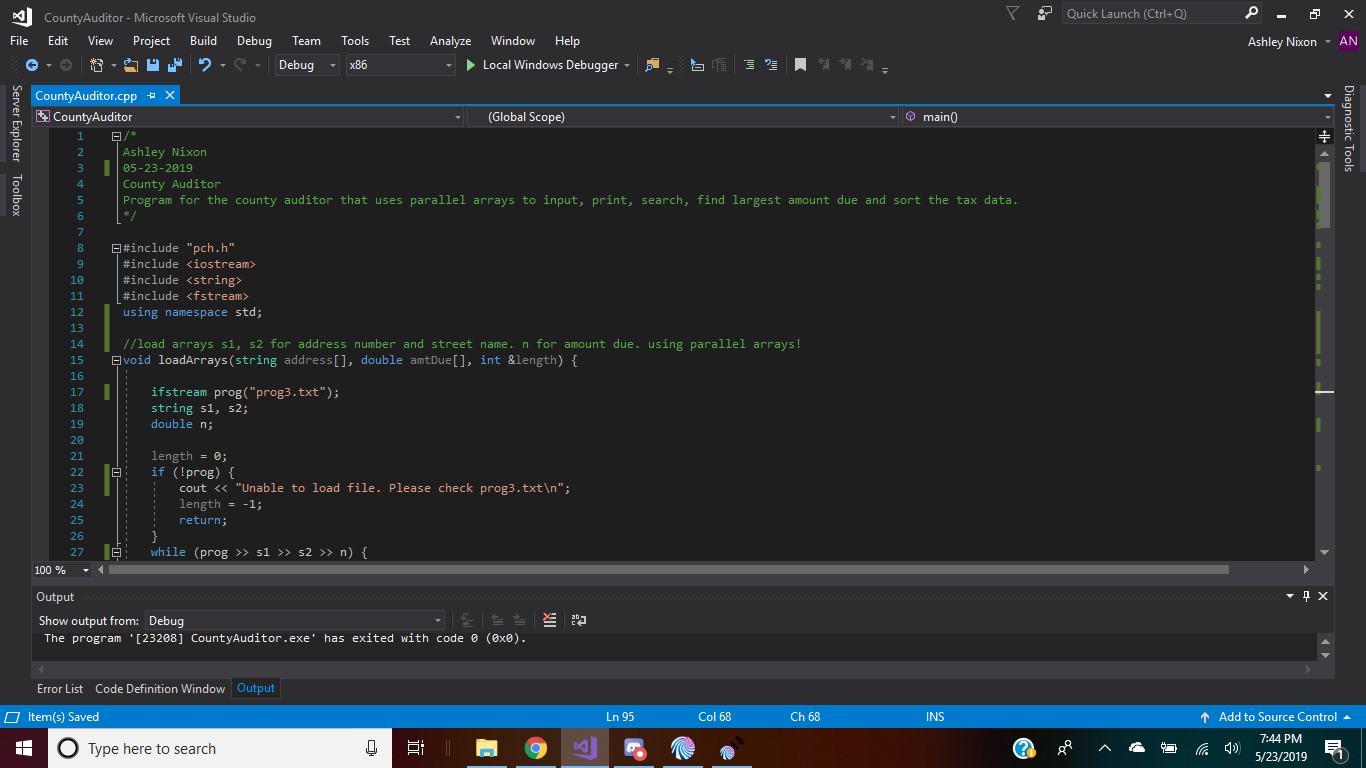 CountyAuditor - Microsoft Visual Studio
Quick Launch (Ctrl+Q)
File Edit View Project Build Debug Team Tools Test Analyze Window Help
Ashley Nixon AN
Debug x86 Local Windows Debugger
Server Explorer
Toolbox
Diagnostic Tools
CountyAuditor.cpp
CountyAuditor (Global Scope) main()
1 /*
2 Ashley Nixon
3 05-23-2019
4 County Auditor
5 Program for the county auditor that uses parallel arrays to input, print, search, find largest amount due and sort the tax data.
6 */
7
8 #include "pch.h"
9 #include <iostream>
10 #include <string>
11 #include <fstream>
12 using namespace std;
13
14 //load arrays s1, s2 for address number and street name. n for amount due. using parallel arrays!
15 void loadArrays(string address[], double amtDue[], int &length) {
16
17 ifstream prog("prog3.txt");
18 string s1, s2;
19 double n;
20
21 length = 0;
22 if (!prog) {
23 cout << "Unable to load file. Please check prog3.txt\n";
24 length = -1;
25 return;
26 }
27 while (prog >> s1 >> s2 >> n) {
100 %
Output
Show output from: Debug
The program '[23208] CountyAuditor.exe' has exited with code 0 (0x0).
Error List Code Definition Window Output
Item(s) Saved Ln 95 Col 68 Ch 68 INS Add to Source Control
Type here to search
7:44 PM
5/23/2019
1